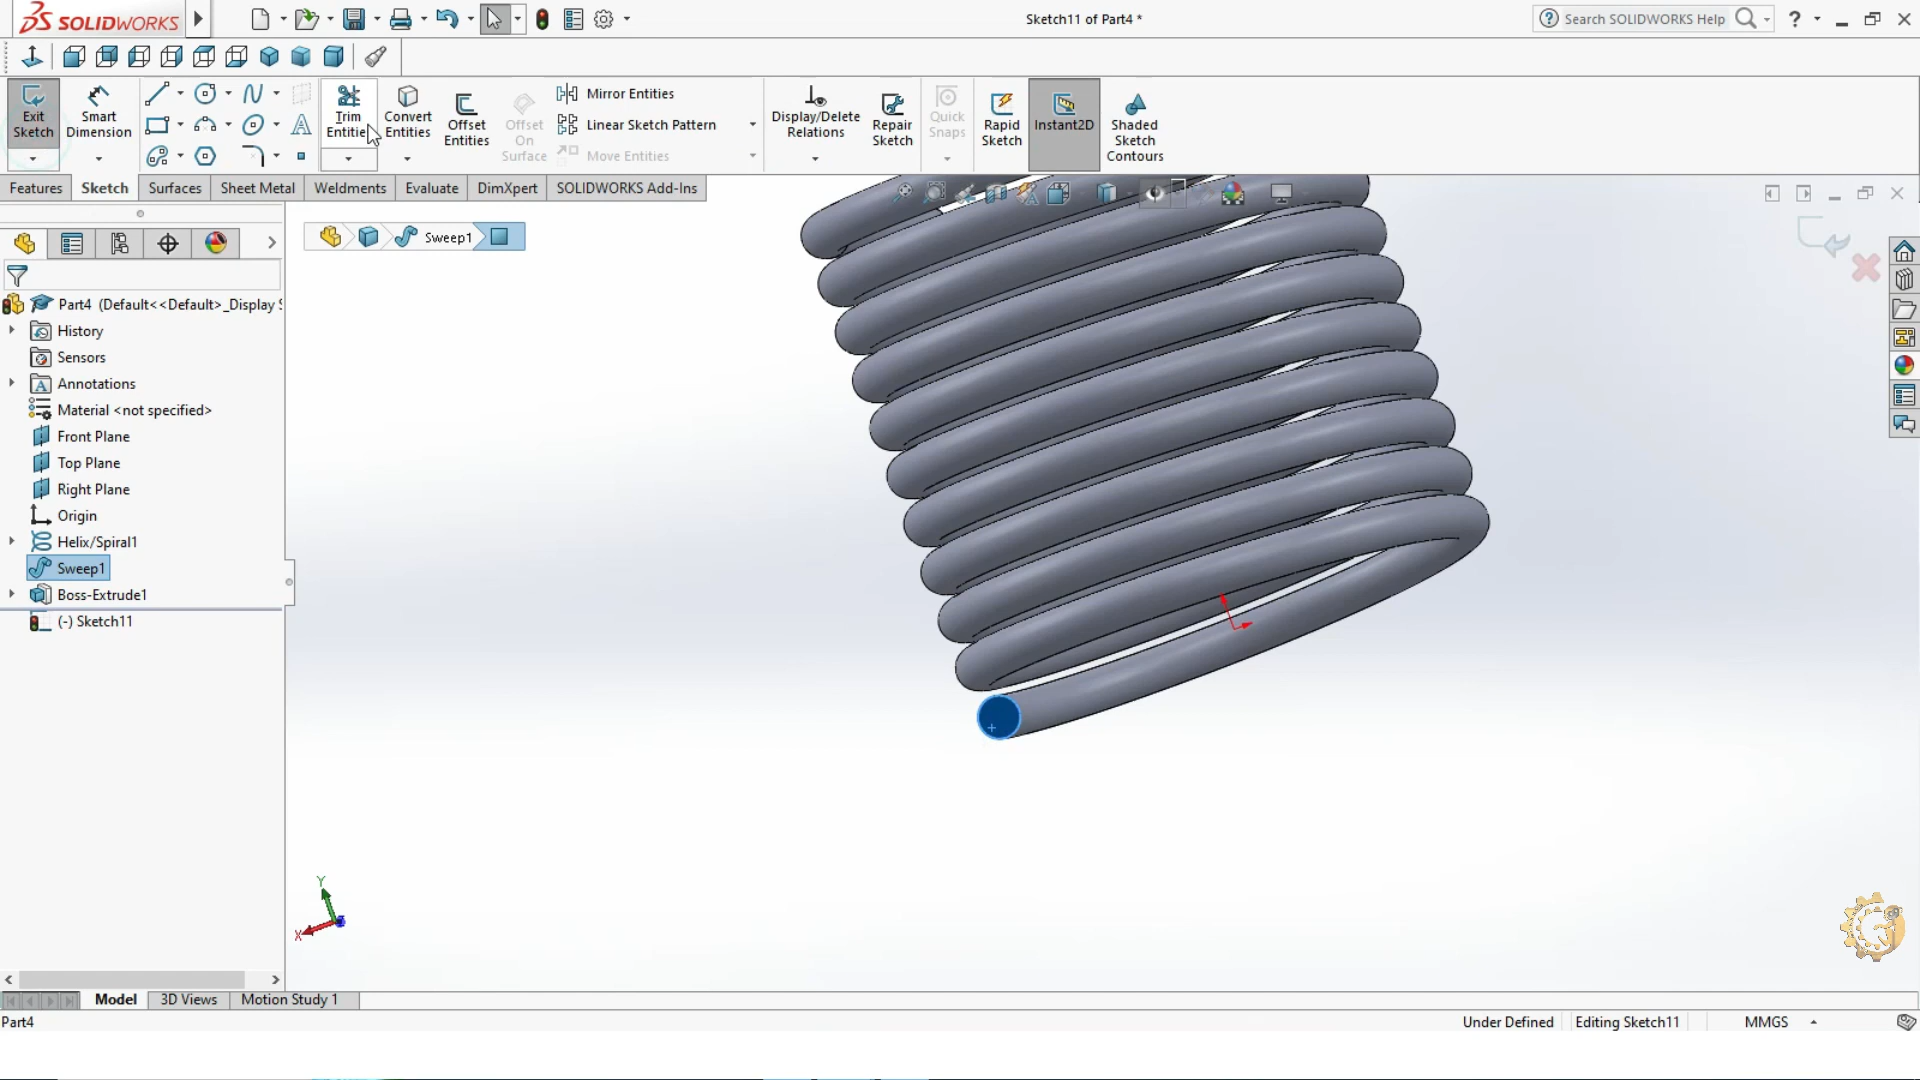 SOLIDWORKS
Sketch11 of Part4 *
Search SOLIDWORKS Help
?
Exit Sketch
Smart Dimension
Trim Entitie
Convert Entities
Offset Entities
Offset On Surface
Mirror Entities
Linear Sketch Pattern
Move Entities
Display/Delete Relations
Repair Sketch
Quick Snaps
Rapid Sketch
Instant2D
Shaded Sketch Contours
Features
Sketch
Surfaces
Sheet Metal
Weldments
Evaluate
DimXpert
SOLIDWORKS Add-Ins
Sweep1
Part4 (Default<<Default>_Display
History
Sensors
Annotations
Material <not specified>
Front Plane
Top Plane
Right Plane
Origin
Helix/Spiral1
Sweep1
Boss-Extrude1
(-) Sketch11
Y
X
Model
3D Views
Motion Study 1
Part4
Under Defined
Editing Sketch11
MMGS